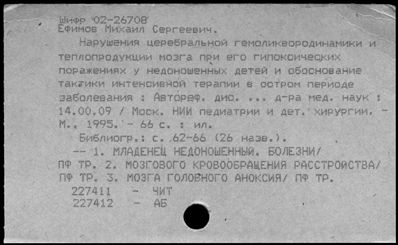 Шифр 02-26708
Ефимов Михаил Сергеевич.
Нарушения церебральной гемоликвородинамики и
теплопродукции мозга при его гипоксических
поражениях у недоношенных детей и обоснование
тактики интенсивной терапии в остром периоде
заболевания : Автореф. дис. ... д-ра мед. наук :
14.00.09 / Моск. НИИ педиатрии и дет. хирургии. -
М., 1995. - 66 с. : ил.
Библиогр.: с. 62-66 (26 назв.).
-- 1. МЛАДЕНЕЦ НЕДОНОШЕННЫЙ. БОЛЕЗНИ/
ПФ ТР. 2. МОЗГОВОГО КРОВООБРАЩЕНИЯ РАССТРОЙСТВА/
ПФ ТР. 3. МОЗГА ГОЛОВНОГО АНОКСИЯ/ ПФ ТР.
227411 - ЧИТ
227412 - АБ